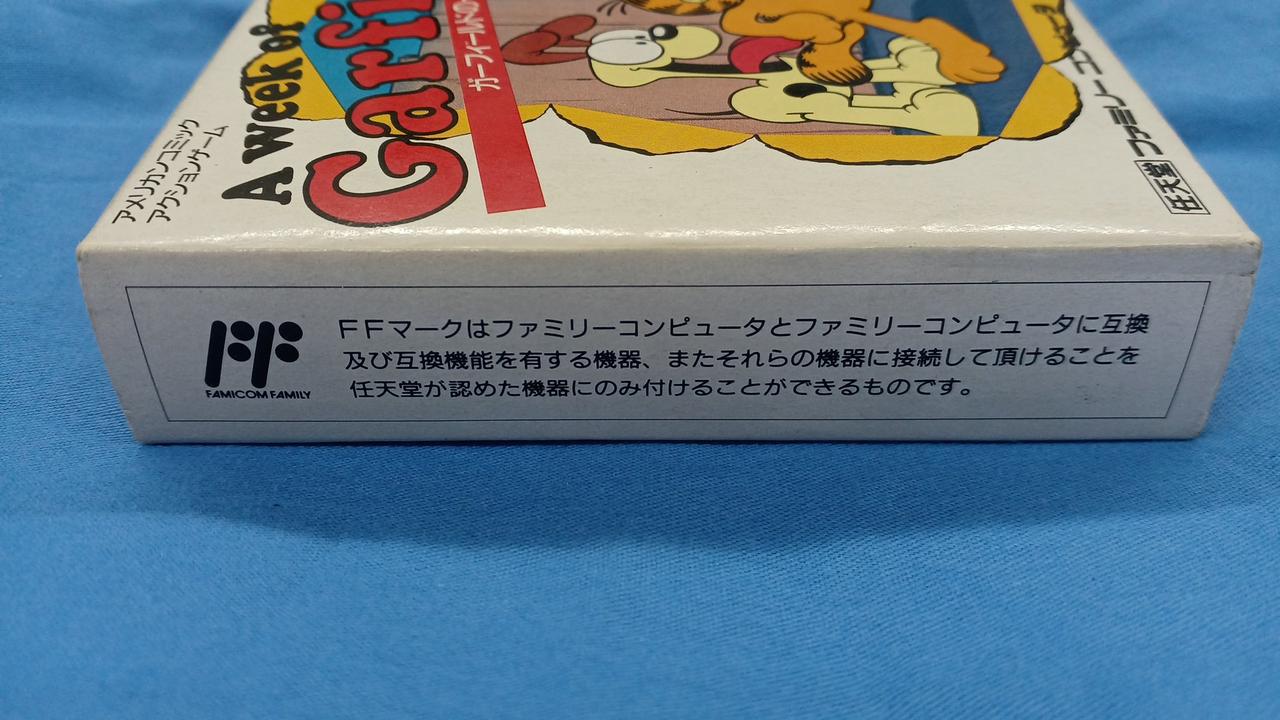 アメリカンコミック
アクションゲーム
A week of
Garfi
ガーフィールドの
任天堂 ファミリーコンピュータ
FF
FAMICOM FAMILY
FFマークはファミリーコンピュータとファミリーコンピュータに互換
及び互換機能を有する機器、またそれらの機器に接続して頂けることを
任天堂が認めた機器にのみ付けることができるものです。